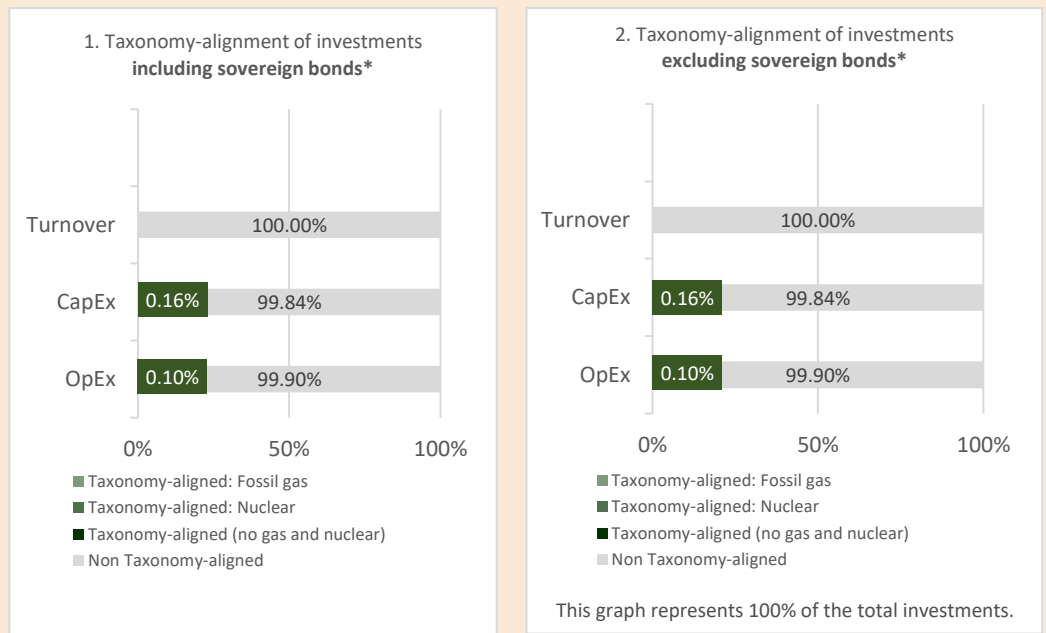 1. Taxonomy-alignment of investments
including sovereign bonds*
Turnover
100.00%
CapEx
0.16%
99.84%
OpEx
0.10%
99.90%
0%
50%
100%
Taxonomy-aligned: Fossil gas
Taxonomy-aligned: Nuclear
Taxonomy-aligned (no gas and nuclear)
Non Taxonomy-aligned
2. Taxonomy-alignment of investments
excluding sovereign bonds*
Turnover
100.00%
CapEx
0.16%
99.84%
OpEx
0.10%
99.90%
0%
50%
100%
Taxonomy-aligned: Fossil gas
Taxonomy-aligned: Nuclear
Taxonomy-aligned (no gas and nuclear)
Non Taxonomy-aligned
This graph represents 100% of the total investments.